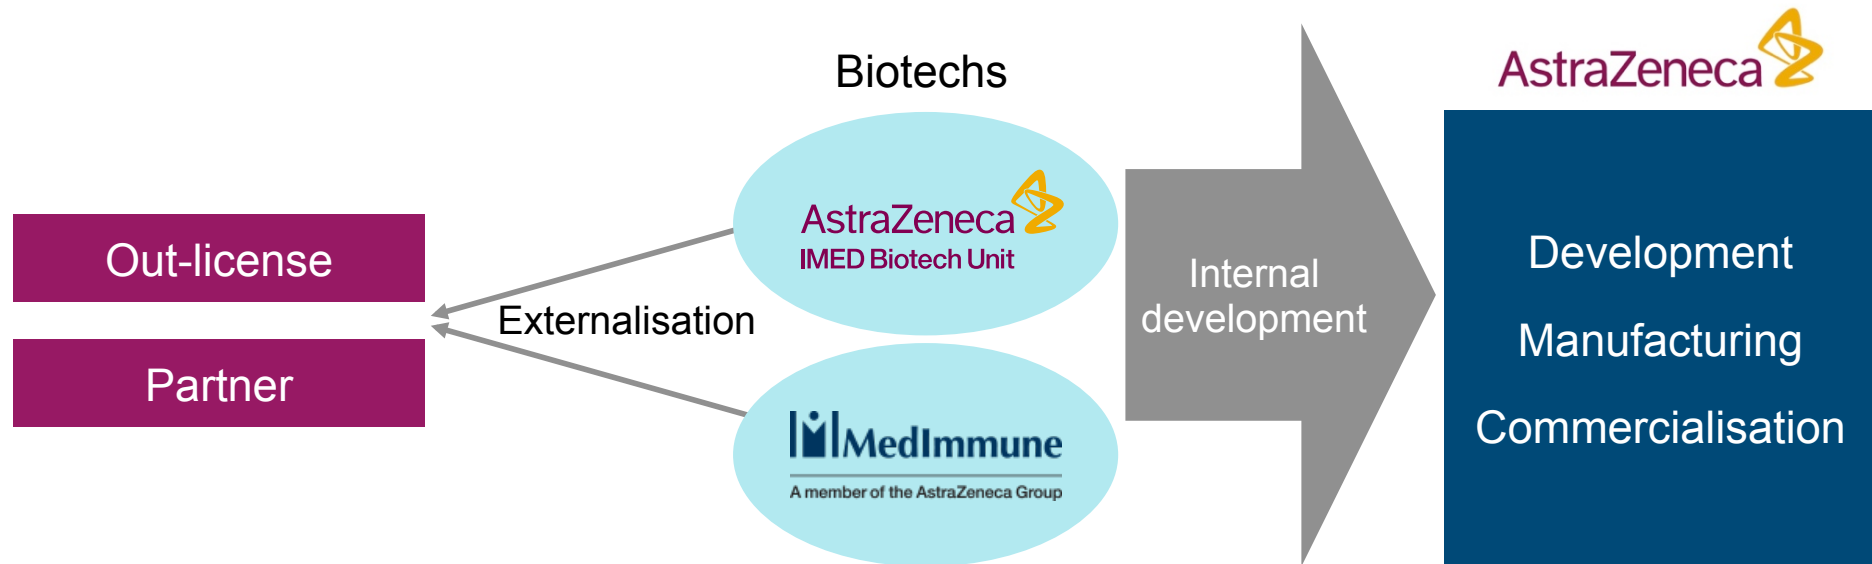 Out-license
Partner
Externalisation
Biotechs
AstraZeneca
IMED Biotech Unit
MedImmune
A member of the AstraZeneca Group
Internal
development
AstraZeneca
Development
Manufacturing
Commercialisation